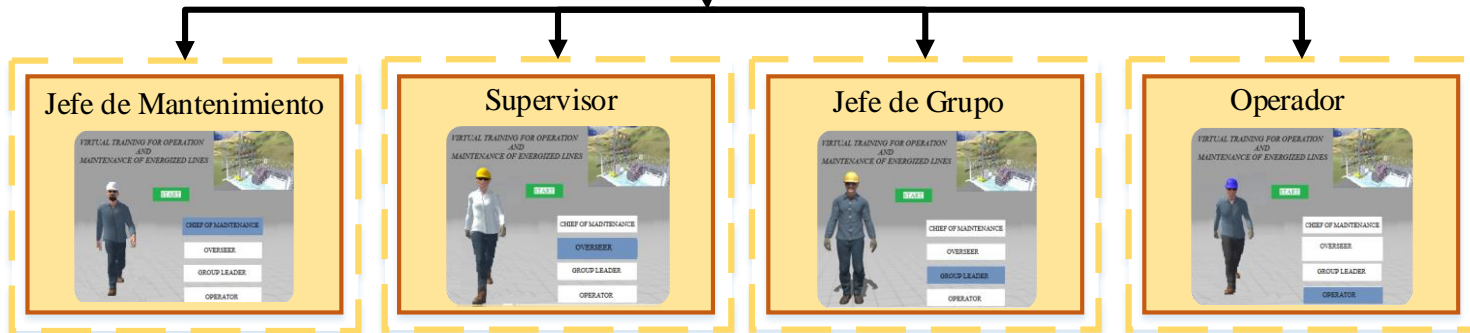 Jefe de Mantenimiento
VIRTUAL TRAINING FOR OPERATION
AND
MAINTENANCE OF ENERGIZED LINES
START
CHIEF OF MAINTENANCE
OVERSEER
GROUP LEADER
OPERATOR
Supervisor
VIRTUAL TRAINING FOR OPERATION
AND
MAINTENANCE OF ENERGIZED LINES
START
CHIEF OF MAINTENANCE
OVERSEER
GROUP LEADER
OPERATOR
Jefe de Grupo
VIRTUAL TRAINING FOR OPERATION
AND
MAINTENANCE OF ENERGIZED LINES
START
CHIEF OF MAINTENANCE
OVERSEER
GROUP LEADER
OPERATOR
Operador
VIRTUAL TRAINING FOR OPERATION
AND
MAINTENANCE OF ENERGIZED LINES
START
CHIEF OF MAINTENANCE
OVERSEER
GROUP LEADER
OPERATOR